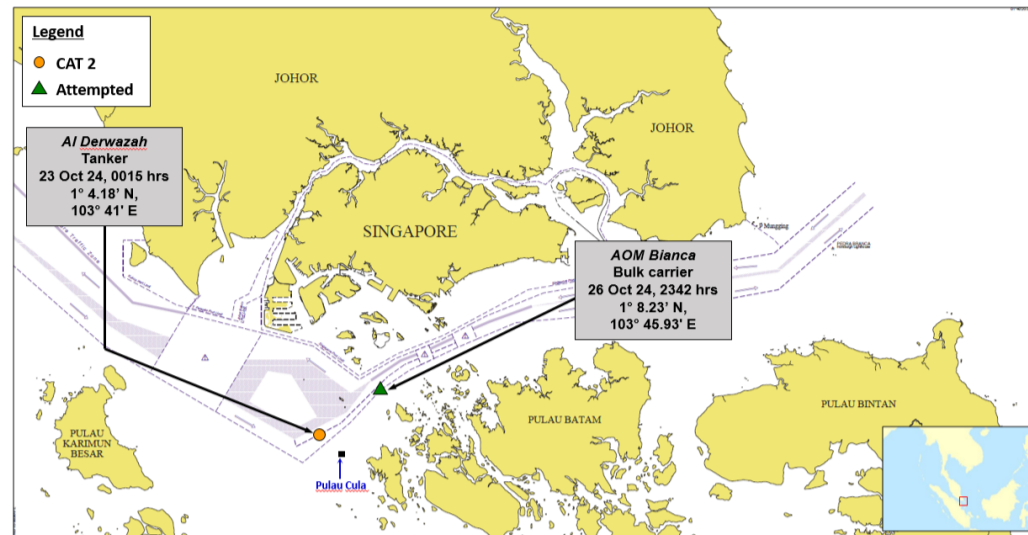 Legend
CAT 2
Attempted
JOHOR
JOHOR
Al Derwazah
Tanker
23 Oct 24, 0015 hrs
1° 4.18’ N,
103° 41' E
SINGAPORE
P Mungging
AOM Bianca
Bulk carrier
26 Oct 24, 2342 hrs
1° 8.23’ N,
103° 45.93' E
PULAU
KARIMUN
BESAR
PULAU BATAM
PULAU BINTAN
Pulau Cula